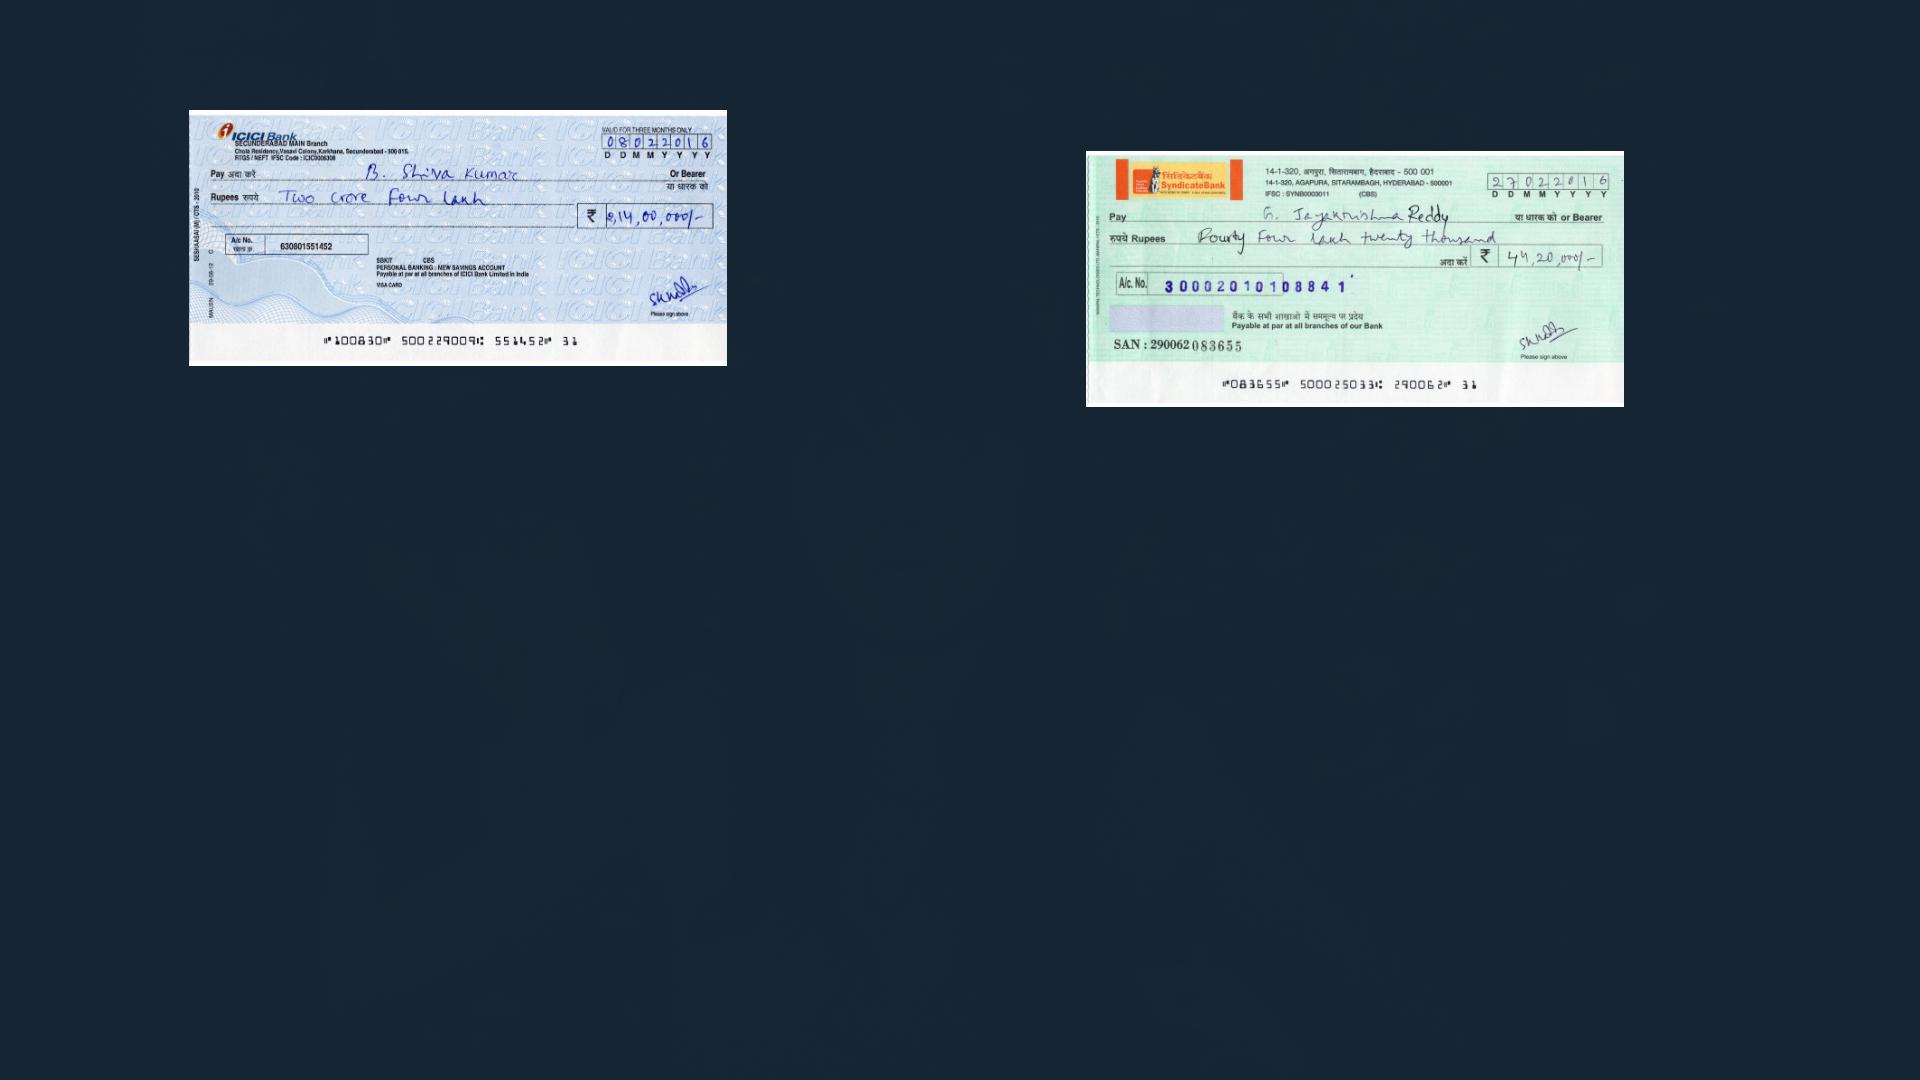 ICICI Bank
SECUNDERABAD MAIN Branch
Chola Residency,Vasavi Colony,Karkhana, Secunderabad - 500 015.
RTGS / NEFT IFSC Code : ICIC0006308
VALID FOR THREE MONTHS ONLY
0 8 0 2 2 0 1 6
D D M M Y Y Y Y
Pay अदा करें B. Shiva Kumar Or Bearer
या धारक को
Rupees रुपये Two crore Four lakh
₹ 2,14,00,000/-
A/c No. 630801551452
SBKIT CBS
PERSONAL BANKING : NEW SAVINGS ACCOUNT
Payable at par at all branches of ICICI Bank Limited in India
VISA CARD
Please sign above
"100830" 500229009: 551452" 31
सिंडिकेटबैंक
SyndicateBank
14-1-320, अगपुरा, सितारामबाग, हैदराबाद - 500 001
14-1-320, AGAPURA, SITARAMBAGH, HYDERABAD - 500001
IFSC : SYNB0003011 (CBS)
2 7 0 2 2 0 1 6
D D M M Y Y Y Y
Pay G. Jayakrishna Reddy या धारक को or Bearer
रुपये Rupees Fourty Four lakh twenty thousand
अदा करें ₹ 44,20,000/-
A/c. No. 30002010108841
बैंक के सभी शाखाओं में सममूल्य पर प्रदेय
Payable at par at all branches of our Bank
SAN : 290062 083655
Please sign above
"083655" 500025033: 290062" 31